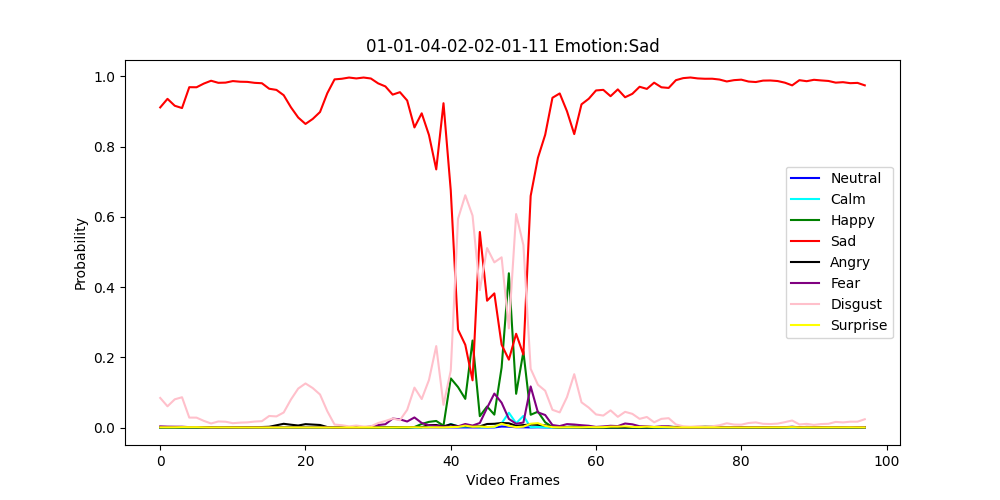 01-01-04-02-02-01-11 Emotion:Sad
1.0
0.8
0.6
0.4
0.2
0.0
Probability
0 20 40 60 80 100
Video Frames
Neutral
Calm
Happy
Sad
Angry
Fear
Disgust
Surprise